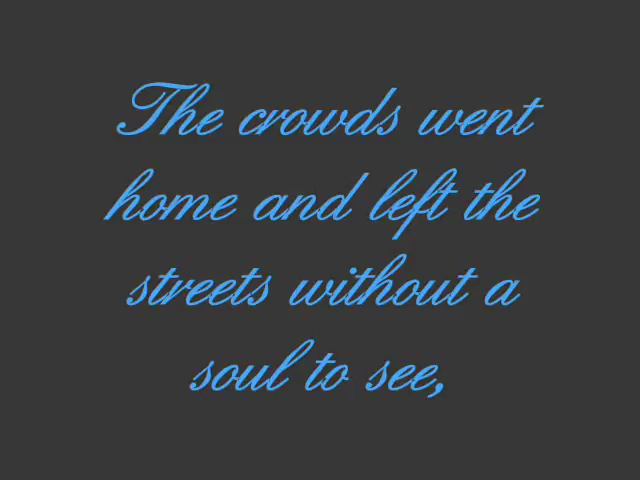 The crowds went
home and left the
streets without a
soul to see,